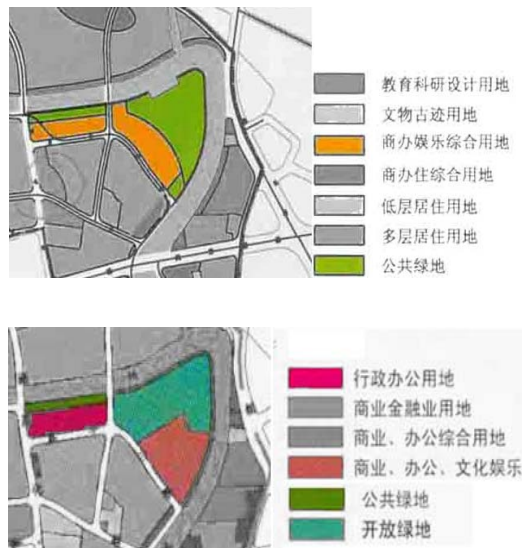 教育科研设计用地
文物古迹用地
商办娱乐综合用地
商办住综合用地
低层居住用地
多层居住用地
公共绿地
行政办公用地
商业金融业用地
商业、办公综合用地
商业、办公、文化娱乐
公共绿地
开放绿地